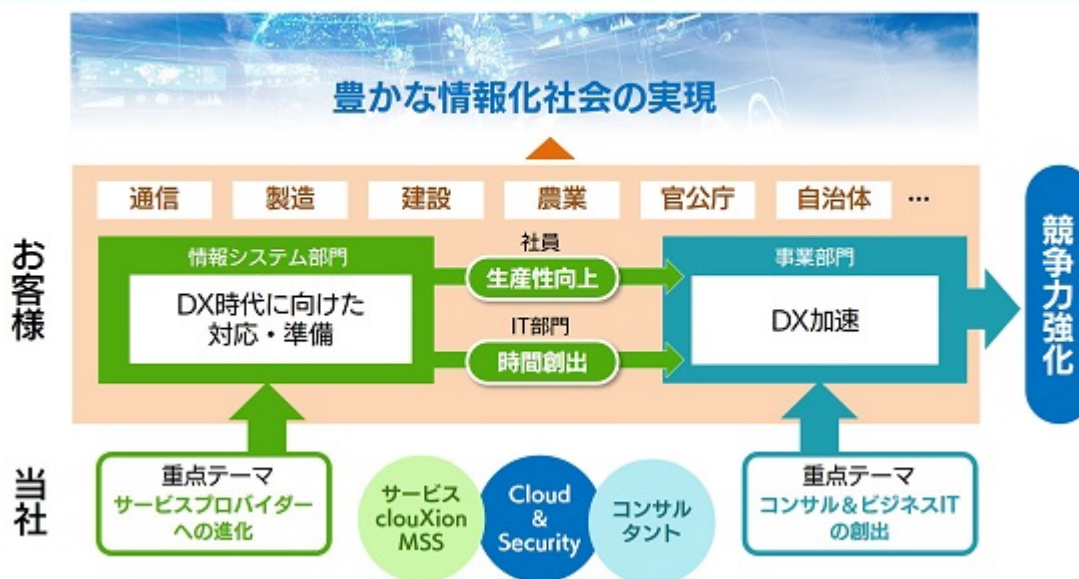 豊かな情報化社会の実現
通信
製造
建設
農業
官公庁
自治体
…
お客様
情報システム部門
DX時代に向けた
対応・準備
社員
生産性向上
IT部門
時間創出
事業部門
DX加速
競争力強化
当社
重点テーマ
サービスプロバイダー
への進化
サービス
clouXion
MSS
Cloud
&
Security
コンサル
タント
重点テーマ
コンサル&ビジネスIT
の創出